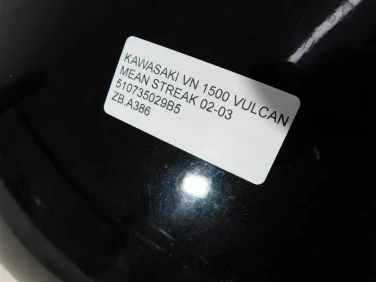 KAWASAKI VN 1500 VULCAN
MEAN STREAK 02-03
510735029B5
ZB.A386